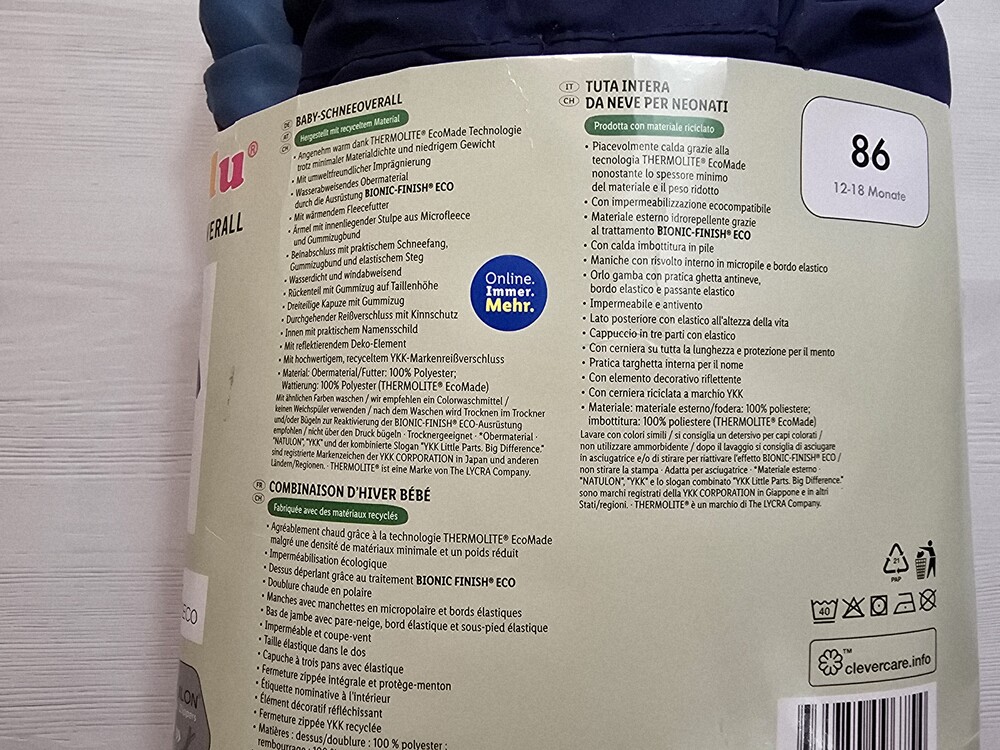 lu®
ERALL
DE AT CH
BABY-SCHNEEOVERALL
Hergestellt mit recyceltem Material
• Angenehm warm dank THERMOLITE® EcoMade Technologie
trotz minimaler Materialdichte und niedrigem Gewicht
• Mit umweltfreundlicher Imprägnierung
• Wasserabweisendes Obermaterial
durch die Ausrüstung BIONIC-FINISH® ECO
• Mit wärmendem Fleecefutter
• Ärmel mit innenliegender Stulpe aus Microfleece
und Gummizugbund
• Beinabschluss mit praktischem Schneefang,
Gummizugbund und elastischem Steg
• Wasserdicht und windabweisend
• Rückenteil mit Gummizug auf Taillenhöhe
• Dreiteilige Kapuze mit Gummizug
• Durchgehender Reißverschluss mit Kinnschutz
• Innen mit praktischem Namensschild
• Mit reflektierendem Deko-Element
• Mit hochwertigem, recyceltem YKK-Markenreißverschluss
• Material: Obermaterial/Futter: 100% Polyester;
Wattierung: 100% Polyester (THERMOLITE® EcoMade)
Mit ähnlichen Farben waschen / wir empfehlen ein Colorwaschmittel /
keinen Weichspüler verwenden / nach dem Waschen wird Trocknen im Trockner
und/oder Bügeln zur Reaktivierung der BIONIC-FINISH® ECO-Ausrüstung
empfohlen / nicht über den Druck bügeln · Trocknergeeignet · *Obermaterial ·
"NATULON", "YKK" und der kombinierte Slogan "YKK Little Parts. Big Difference."
sind registrierte Markenzeichen der YKK CORPORATION in Japan und anderen
Ländern/Regionen. · THERMOLITE® ist eine Marke von The LYCRA Company.
FR CH
COMBINAISON D'HIVER BÉBÉ
Fabriquée avec des matériaux recyclés
• Agréablement chaud grâce à la technologie THERMOLITE® EcoMade
malgré une densité de matériaux minimale et un poids réduit
• Imperméabilisation écologique
• Dessus déperlant grâce au traitement BIONIC FINISH® ECO
• Doublure chaude en polaire
• Manches avec manchettes en micropolaire et bords élastiques
• Bas de jambe avec pare-neige, bord élastique et sous-pied élastique
• Imperméable et coupe-vent
• Taille élastique dans le dos
• Capuche à trois pans avec élastique
• Fermeture zippée intégrale et protège-menton
• Étiquette nominative à l'intérieur
• Élément décoratif réfléchissant
• Fermeture zippée YKK recyclée
• Matières : dessus/doublure : 100 % polyester ;
rembourrage : 100 %
Online.
Immer.
Mehr.
IT CH
TUTA INTERA
DA NEVE PER NEONATI
Prodotta con materiale riciclato
• Piacevolmente calda grazie alla
tecnologia THERMOLITE® EcoMade
nonostante lo spessore minimo
del materiale e il peso ridotto
• Con impermeabilizzazione ecocompatibile
• Materiale esterno idrorepellente grazie
al trattamento BIONIC-FINISH® ECO
• Con calda imbottitura in pile
• Maniche con risvolto interno in micropile e bordo elastico
• Orlo gamba con pratica ghetta antineve,
bordo elastico e passante elastico
• Impermeabile e antivento
• Lato posteriore con elastico all'altezza della vita
• Cappuccio in tre parti con elastico
• Con cerniera su tutta la lunghezza e protezione per il mento
• Pratica targhetta interna per il nome
• Con elemento decorativo riflettente
• Con cerniera riciclata a marchio YKK
• Materiale: materiale esterno/fodera: 100% poliestere;
imbottitura: 100% poliestere (THERMOLITE® EcoMade)
Lavare con colori simili / si consiglia un detersivo per capi colorati /
non utilizzare ammorbidente / dopo il lavaggio si consiglia di asciugare
in asciugatrice e/o di stirare per riattivare l'effetto BIONIC-FINISH® ECO /
non stirare la stampa · Adatta per asciugatrice · *Materiale esterno ·
"NATULON", "YKK" e lo slogan combinato "YKK Little Parts. Big Difference."
sono marchi registrati della YKK CORPORATION in Giappone e in altri
Stati/regioni. · THERMOLITE® è un marchio di The LYCRA Company.
86
12-18 Monate
21
PAP
40
™
clevercare.info
ECO
LON